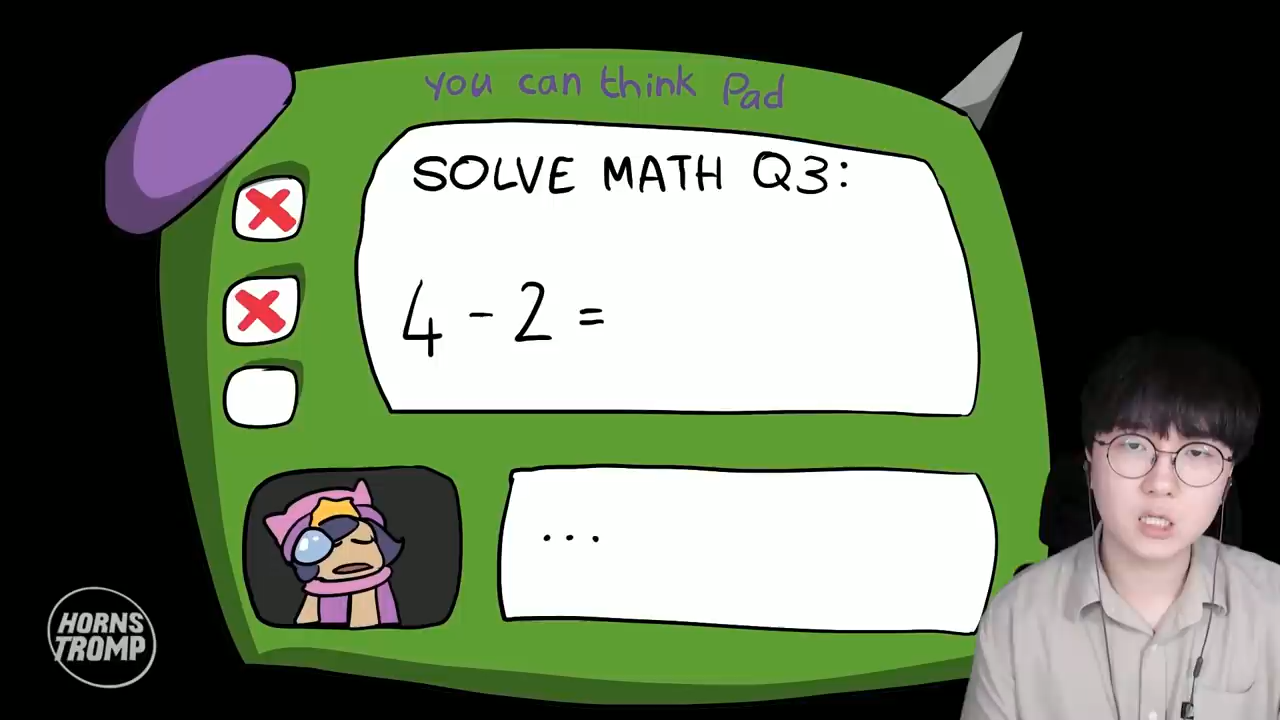 you can think Pad
SOLVE MATH Q3:
4 - 2 =
...
HORNS
TROMP